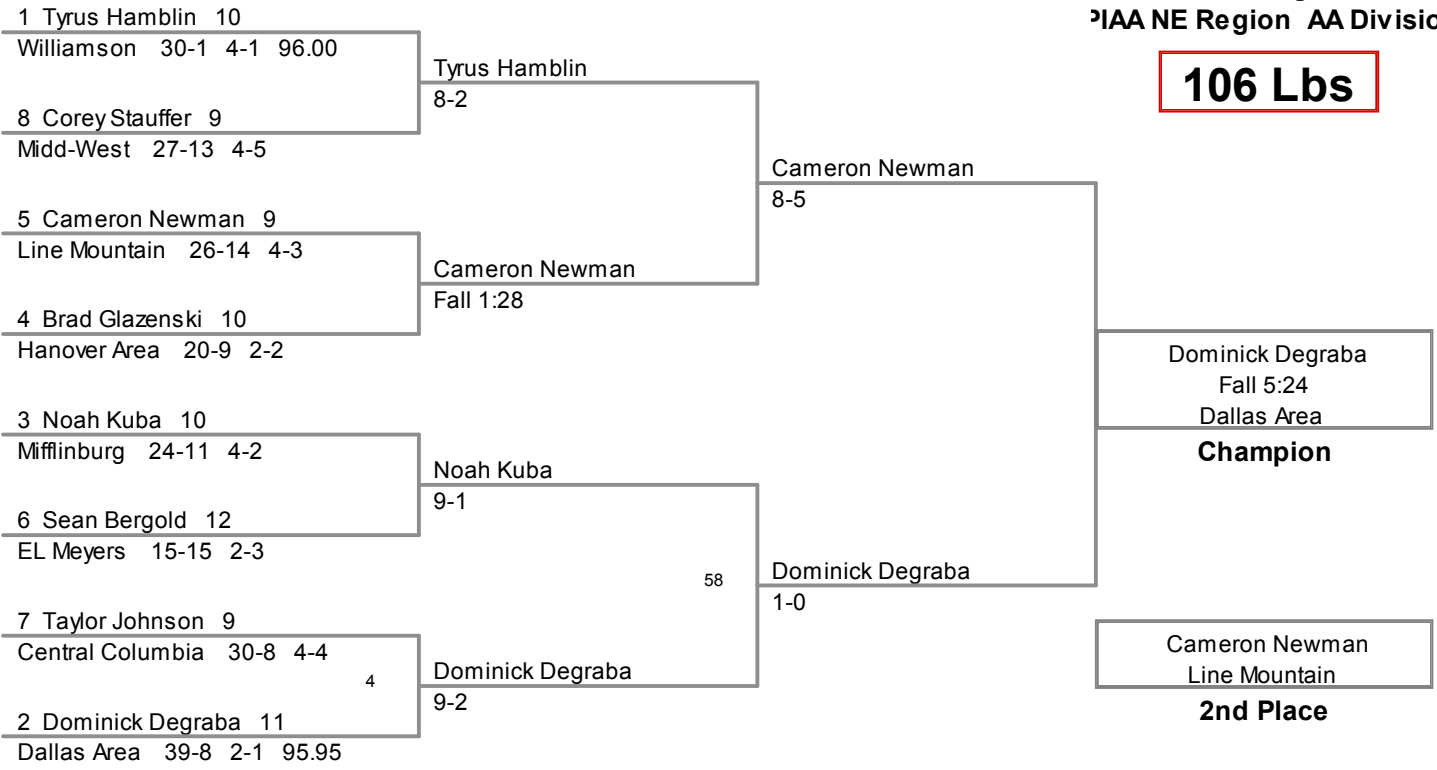 1 Tyrus Hamblin 10
Williamson 30-1 4-1 96.00
8 Corey Stauffer 9
Midd-West 27-13 4-5
5 Cameron Newman 9
Line Mountain 26-14 4-3
4 Brad Glazenski 10
Hanover Area 20-9 2-2
3 Noah Kuba 10
Mifflinburg 24-11 4-2
6 Sean Bergold 12
EL Meyers 15-15 2-3
7 Taylor Johnson 9
Central Columbia 30-8 4-4
4
2 Dominick Degraba 11
Dallas Area 39-8 2-1 95.95
Tyrus Hamblin
8-2
Cameron Newman
Fall 1:28
Noah Kuba
9-1
Dominick Degraba
9-2
Cameron Newman
8-5
58
Dominick Degraba
1-0
PIAA NE Region AA Divisio
106 Lbs
Dominick Degraba
Fall 5:24
Dallas Area
Champion
Cameron Newman
Line Mountain
2nd Place